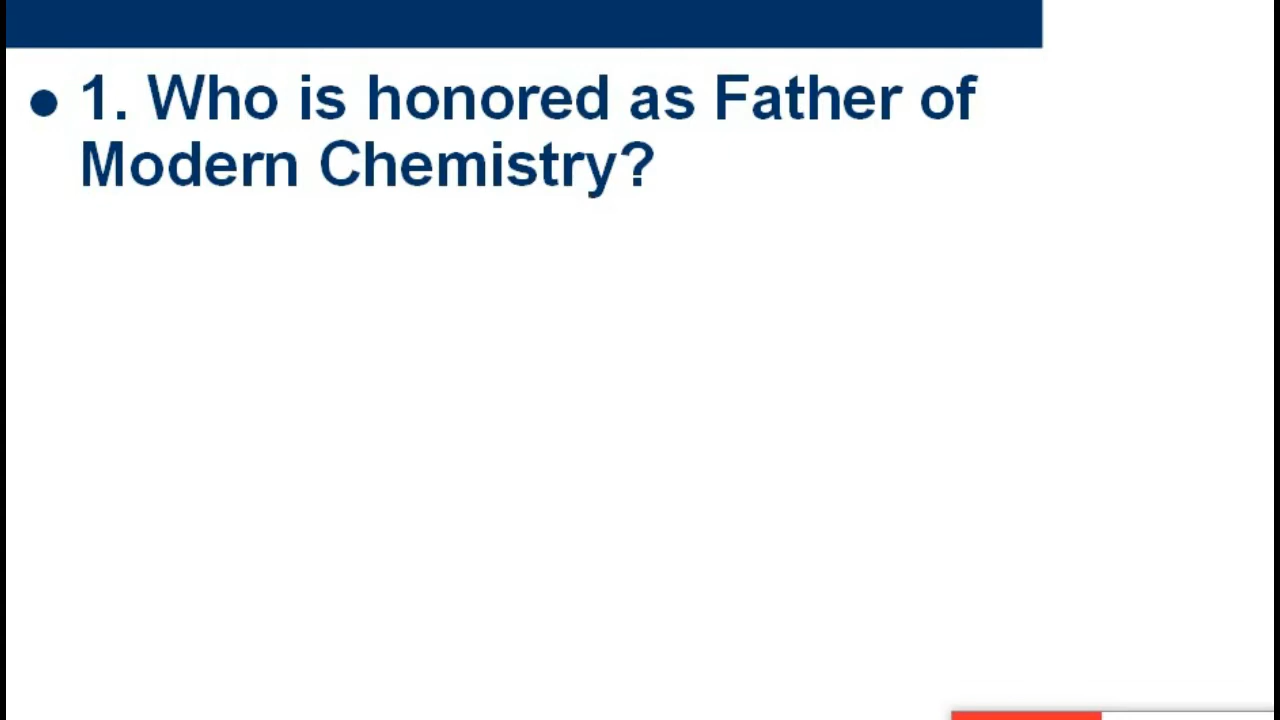 ● 1. Who is honored as Father of
Modern Chemistry?